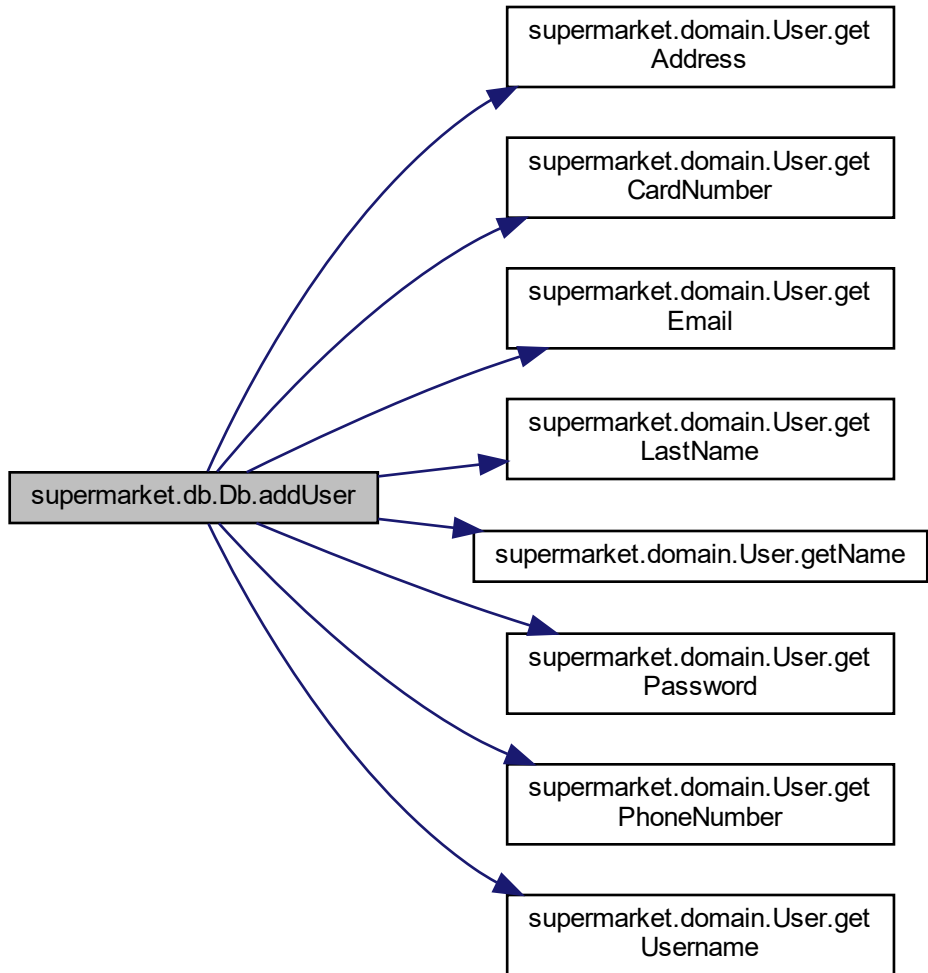 supermarket.domain.User.get
Address
supermarket.domain.User.get
CardNumber
supermarket.domain.User.get
Email
supermarket.domain.User.get
LastName
supermarket.db.Db.addUser
supermarket.domain.User.getName
supermarket.domain.User.get
Password
supermarket.domain.User.get
PhoneNumber
supermarket.domain.User.get
Username